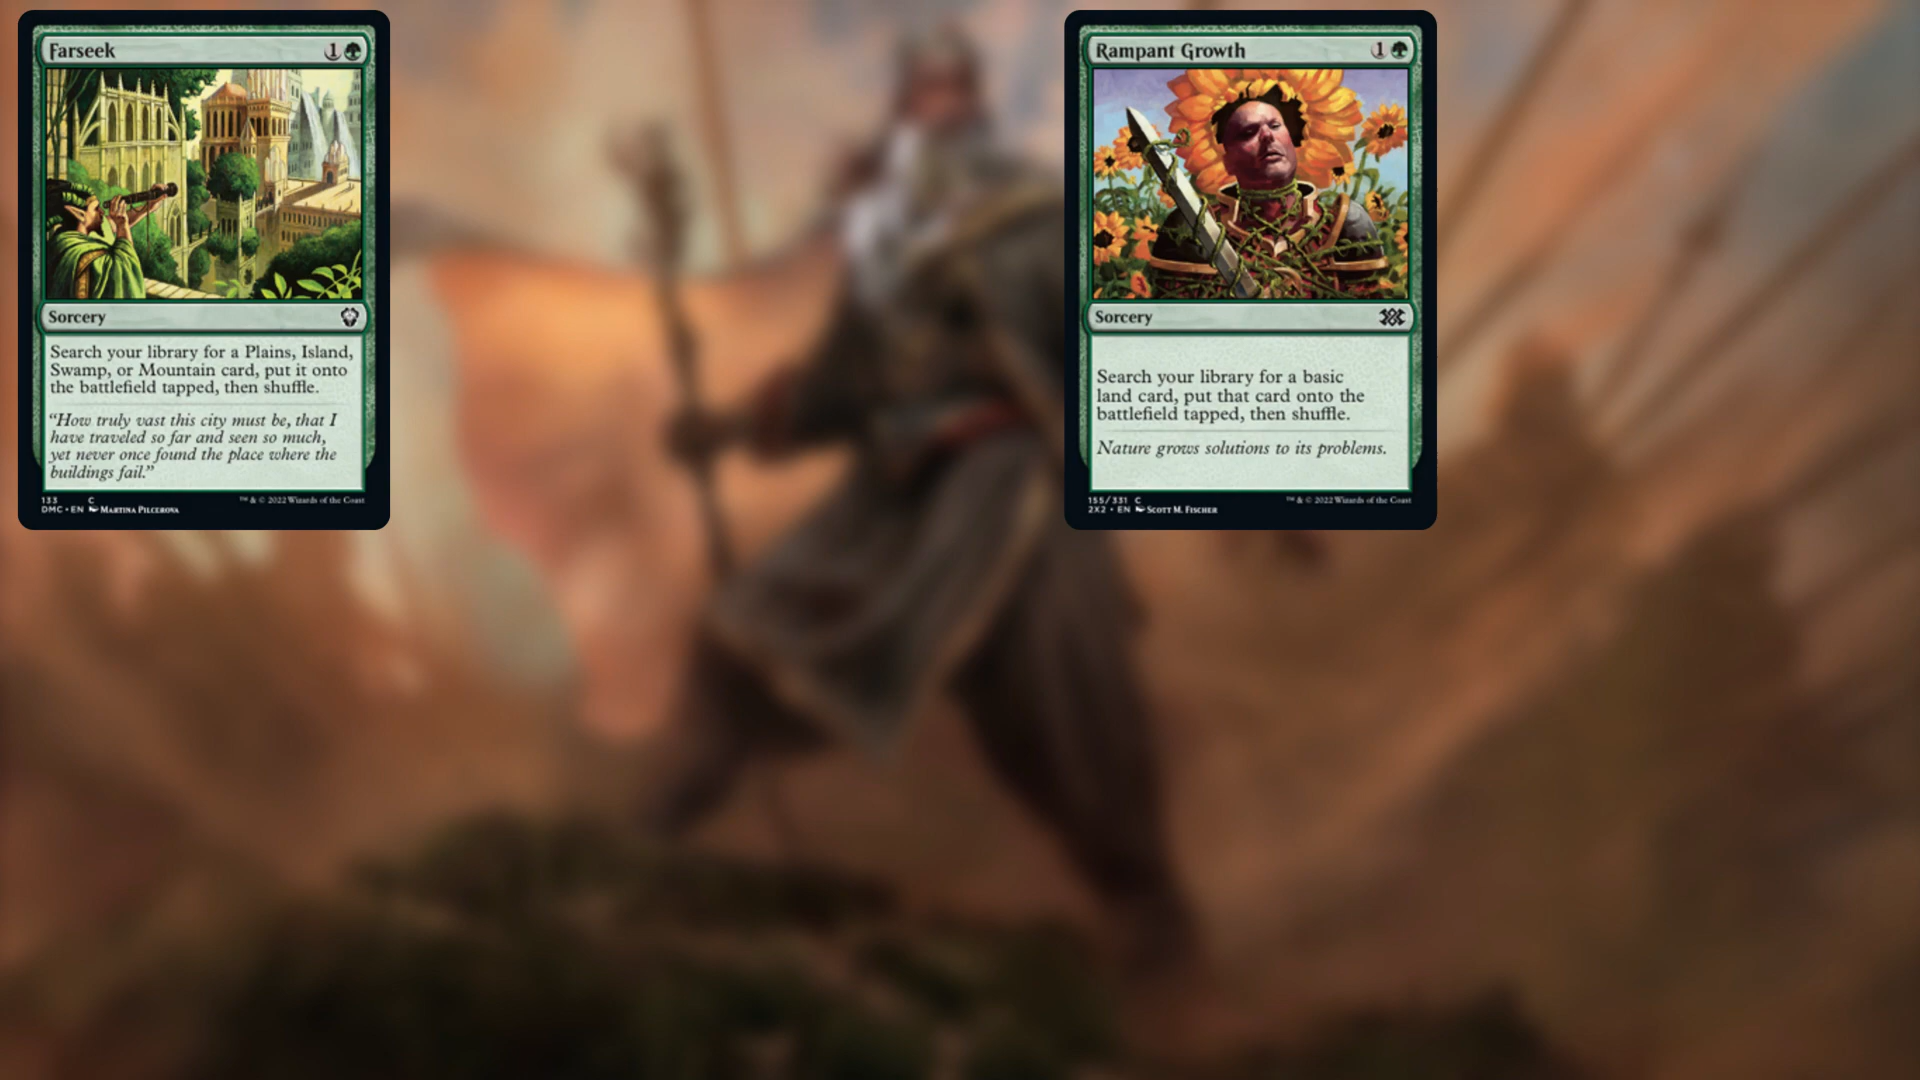 Farseek 1
Sorcery
Search your library for a Plains, Island,
Swamp, or Mountain card, put it onto
the battlefield tapped, then shuffle.
“How truly vast this city must be, that I
have traveled so far and seen so much,
yet never once found the place where the
buildings fail.”
133 C
DMC • EN Martina Pilcerova
™ & © 2022 Wizards of the Coast
Rampant Growth 1
Sorcery
Search your library for a basic
land card, put that card onto the
battlefield tapped, then shuffle.
Nature grows solutions to its problems.
155/331 C
2X2 • EN Scott M. Fischer
™ & © 2022 Wizards of the Coast